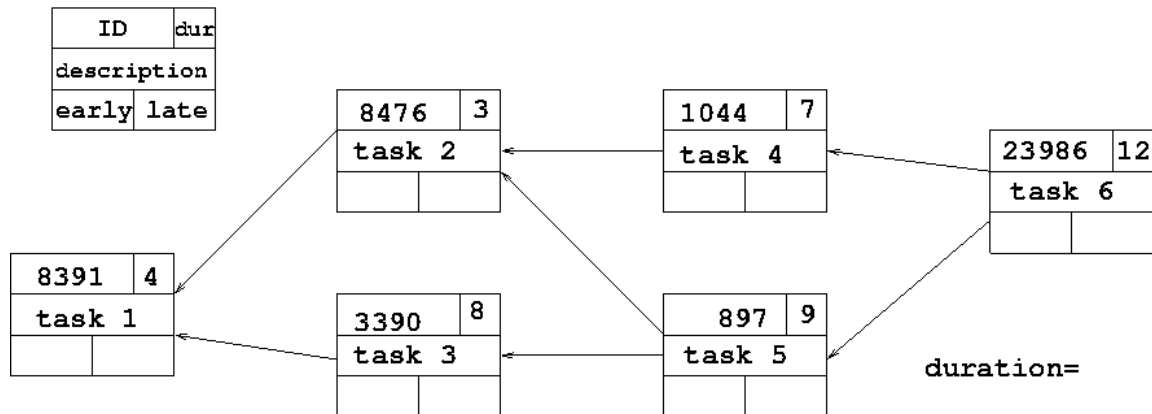 ID dur
description
early late
8476 3
task 2
1044 7
task 4
23986 12
task 6
8391 4
task 1
3390 8
task 3
897 9
task 5
duration=